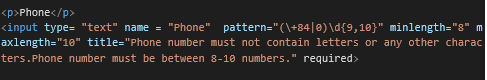 <p>Phone</p>
<input type= "text" name = "Phone"  pattern="(\+84|0)\d{9,10}" minlength="8" m
axlength="10" title="Phone number must not contain letters or any other charac
ters.Phone number must be between 8-10 numbers." required>